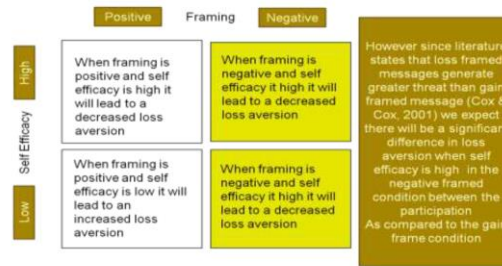 Positive Framing Negative
High
Self Efficacy
Low
When framing is
positive and self
efficacy is high it
will lead to a
decreased loss
aversion
When framing is
negative and self
efficacy it high it will
lead to a decreased
loss aversion
When framing is
positive and self
efficacy is low it will
lead to an
increased loss
aversion
When framing is
negative and self
efficacy it high it will
lead to a decreased
loss aversion
However since literature
states that loss framed
messages generate
greater threat than gain
framed message (Cox &
Cox, 2001) we expect
there will be a significant
difference in loss
aversion when self
efficacy is high in the
negative framed
condition between the
participation
As compared to the gain
frame condition